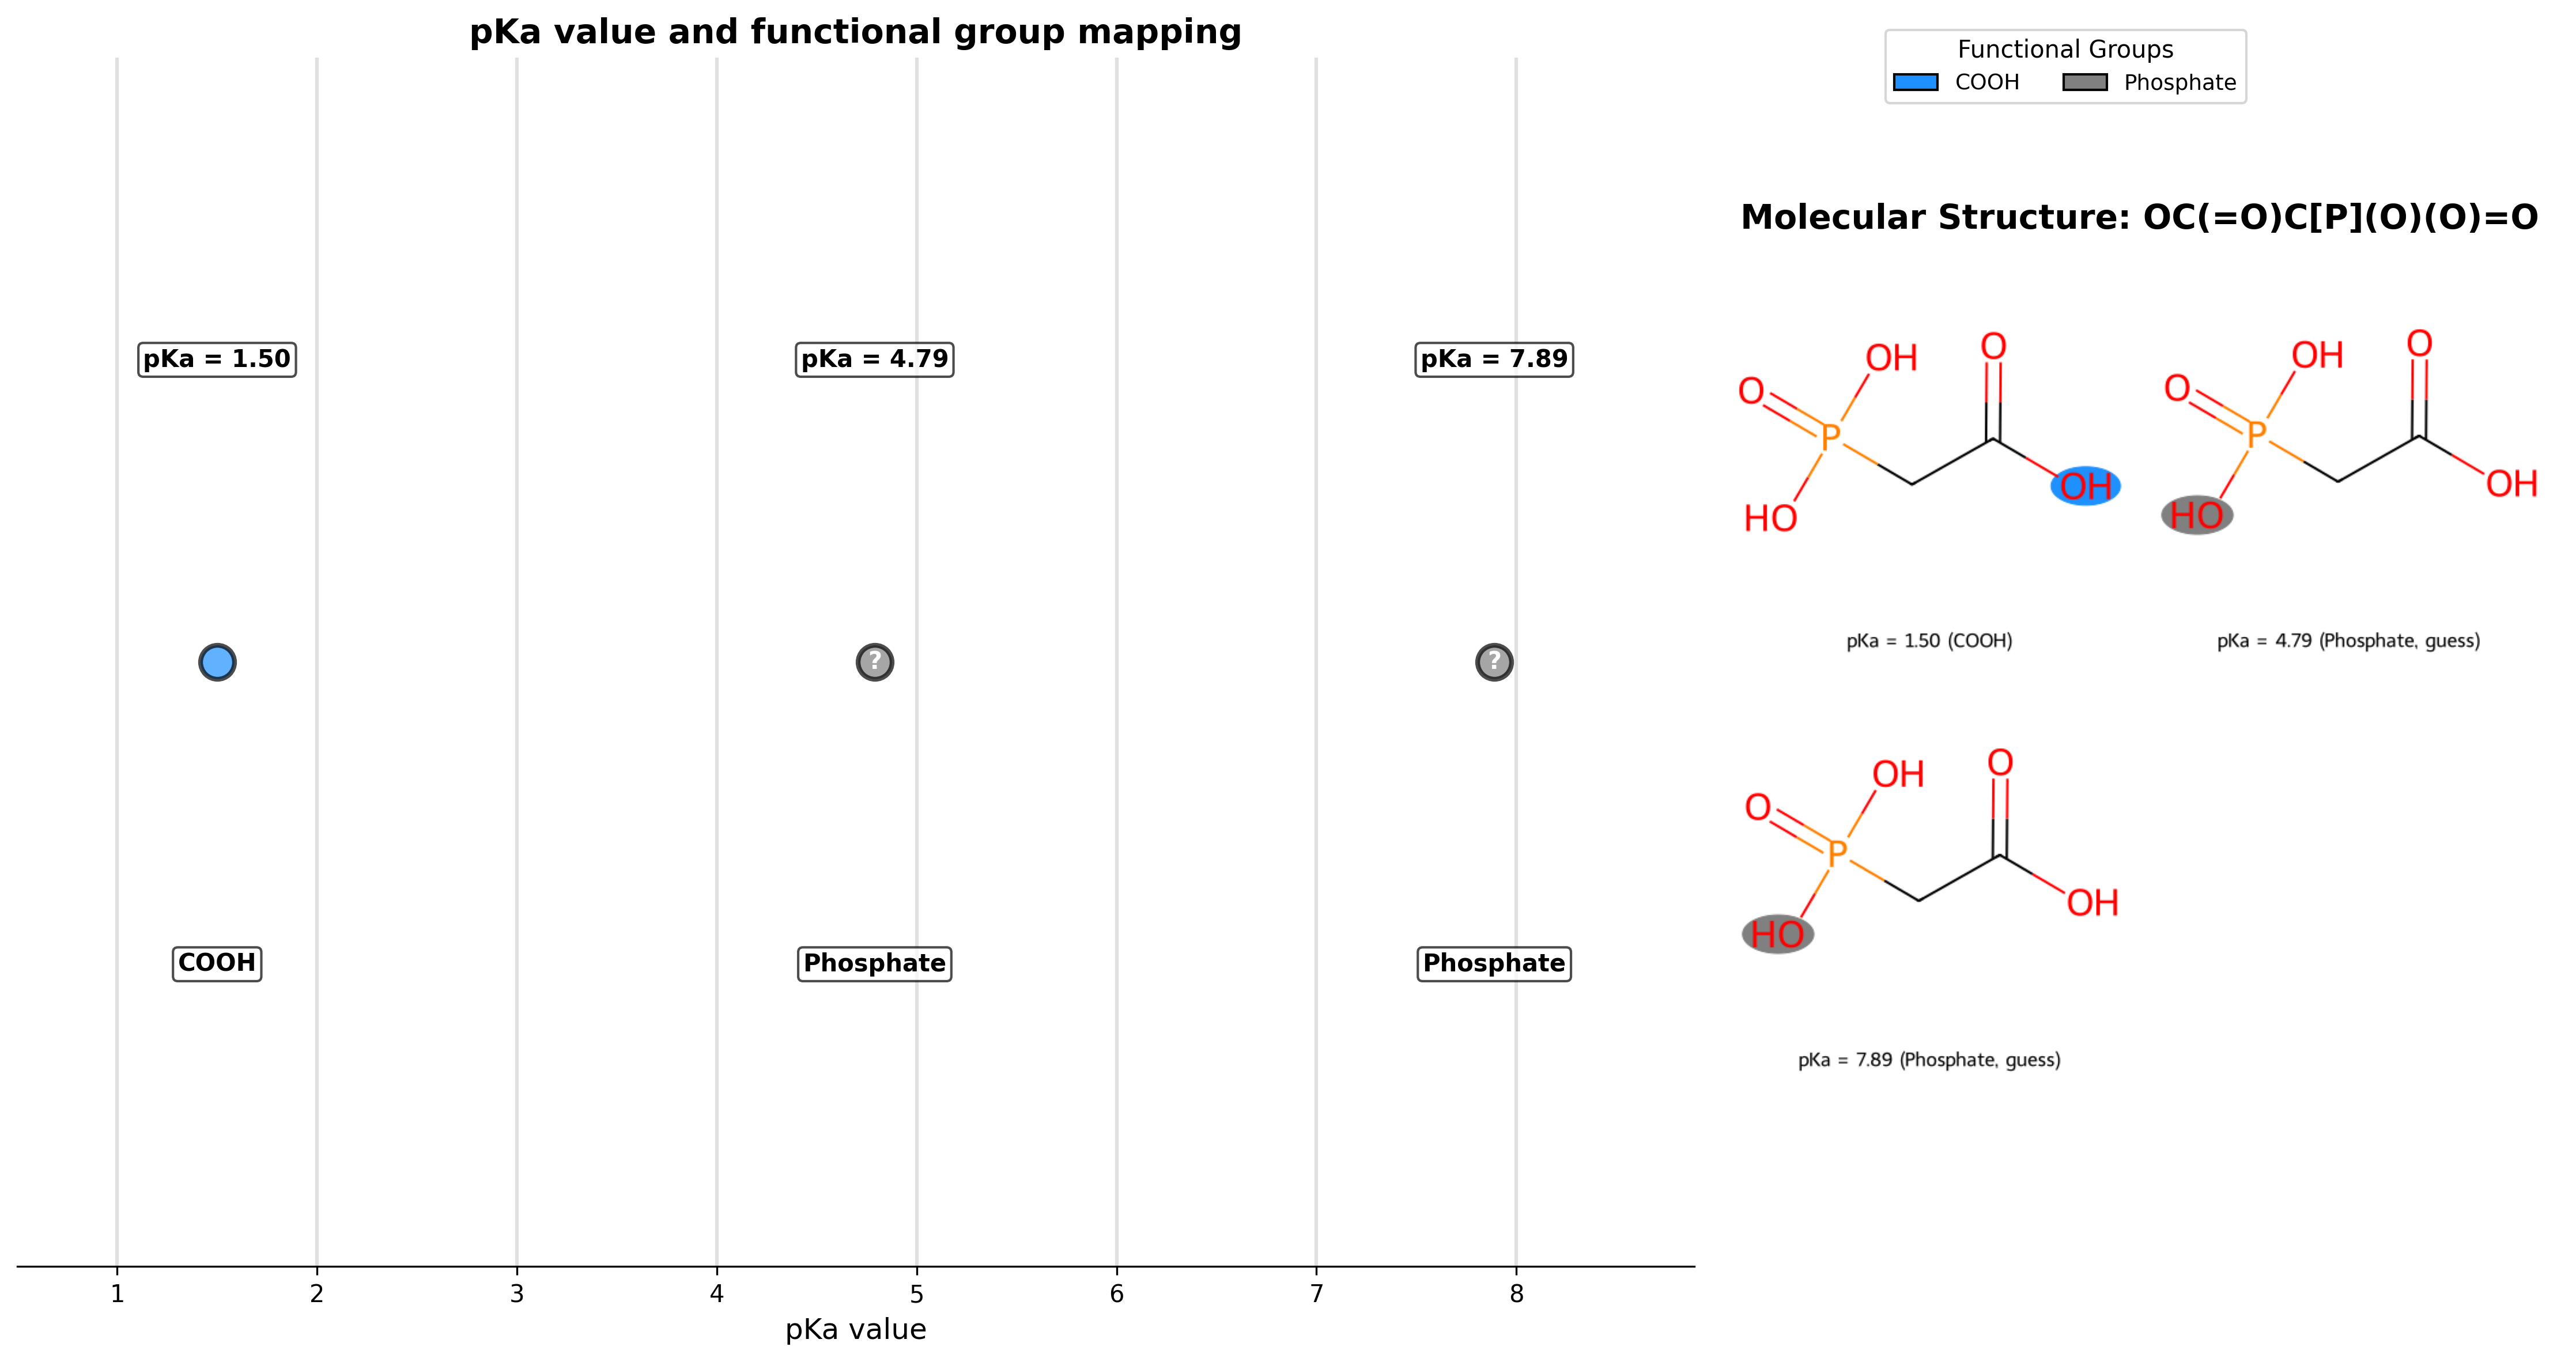 pKa value and functional group mapping
pKa = 1.50
pKa = 4.79
pKa = 7.89
?
?
COOH
Phosphate
Phosphate
1
2
3
4
5
6
7
8
pKa value
Functional Groups
COOH
Phosphate
Molecular Structure: OC(=O)C[P](O)(O)=O
O
OH
P
HO
O
OH
pKa = 1.50 (COOH)
O
OH
P
HO
O
OH
pKa = 4.79 (Phosphate, guess)
O
OH
P
HO
O
OH
pKa = 7.89 (Phosphate, guess)